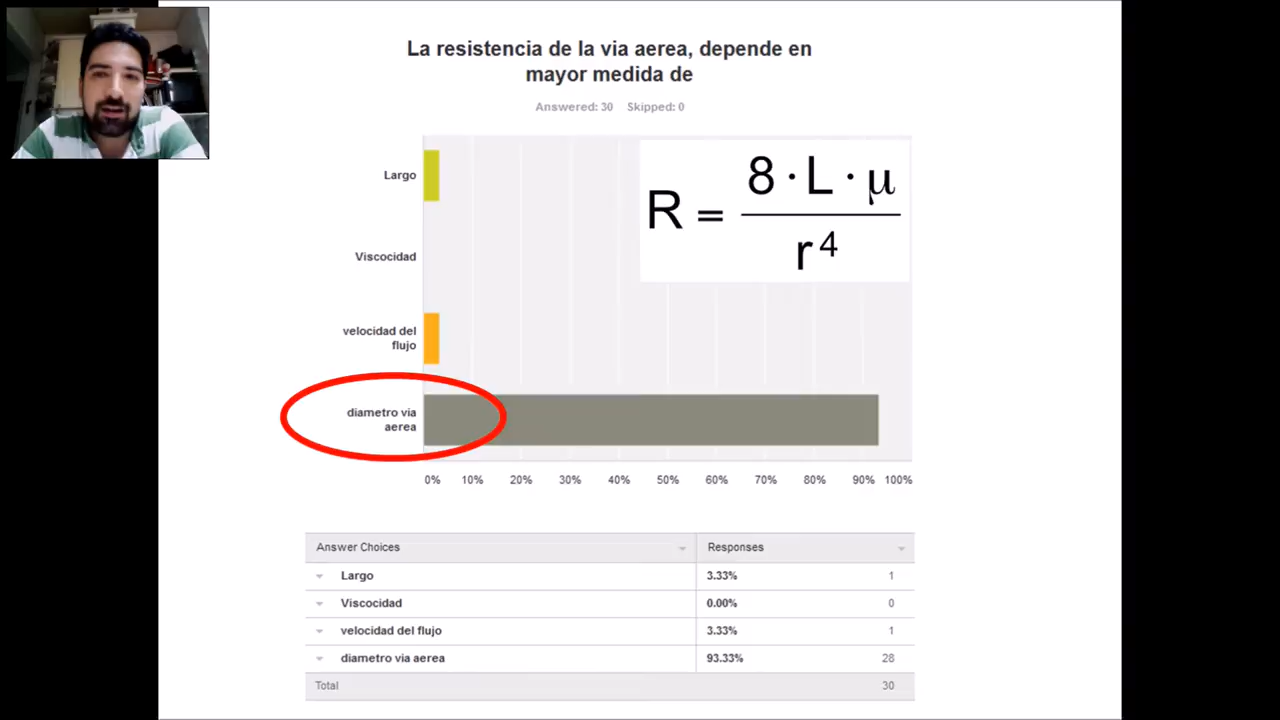 La resistencia de la via aerea, depende en
mayor medida de
Answered: 30 Skipped: 0
Largo
Viscocidad
velocidad del
flujo
diametro via
aerea
R = 8 · L · μ / r⁴
0% 10% 20% 30% 40% 50% 60% 70% 80% 90% 100%
Answer Choices Responses
Largo 3.33% 1
Viscocidad 0.00% 0
velocidad del flujo 3.33% 1
diametro via aerea 93.33% 28
Total 30